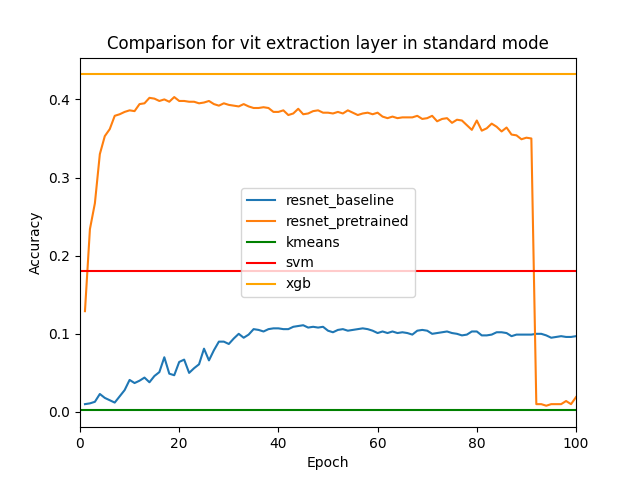 Comparison for vit extraction layer in standard mode
Accuracy
0.4
0.3
0.2
0.1
0.0
resnet_baseline
resnet_pretrained
kmeans
svm
xgb
0 20 40 60 80 100
Epoch